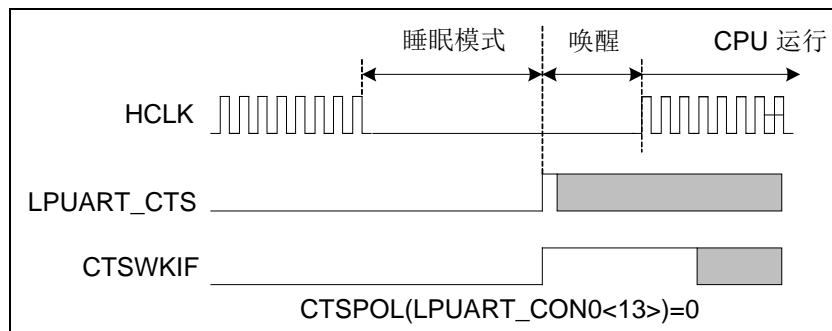 睡眠模式 唤醒 CPU 运行
HCLK
LPUART_CTS
CTSWKIF
CTSPOL(LPUART_CON0<13>)=0